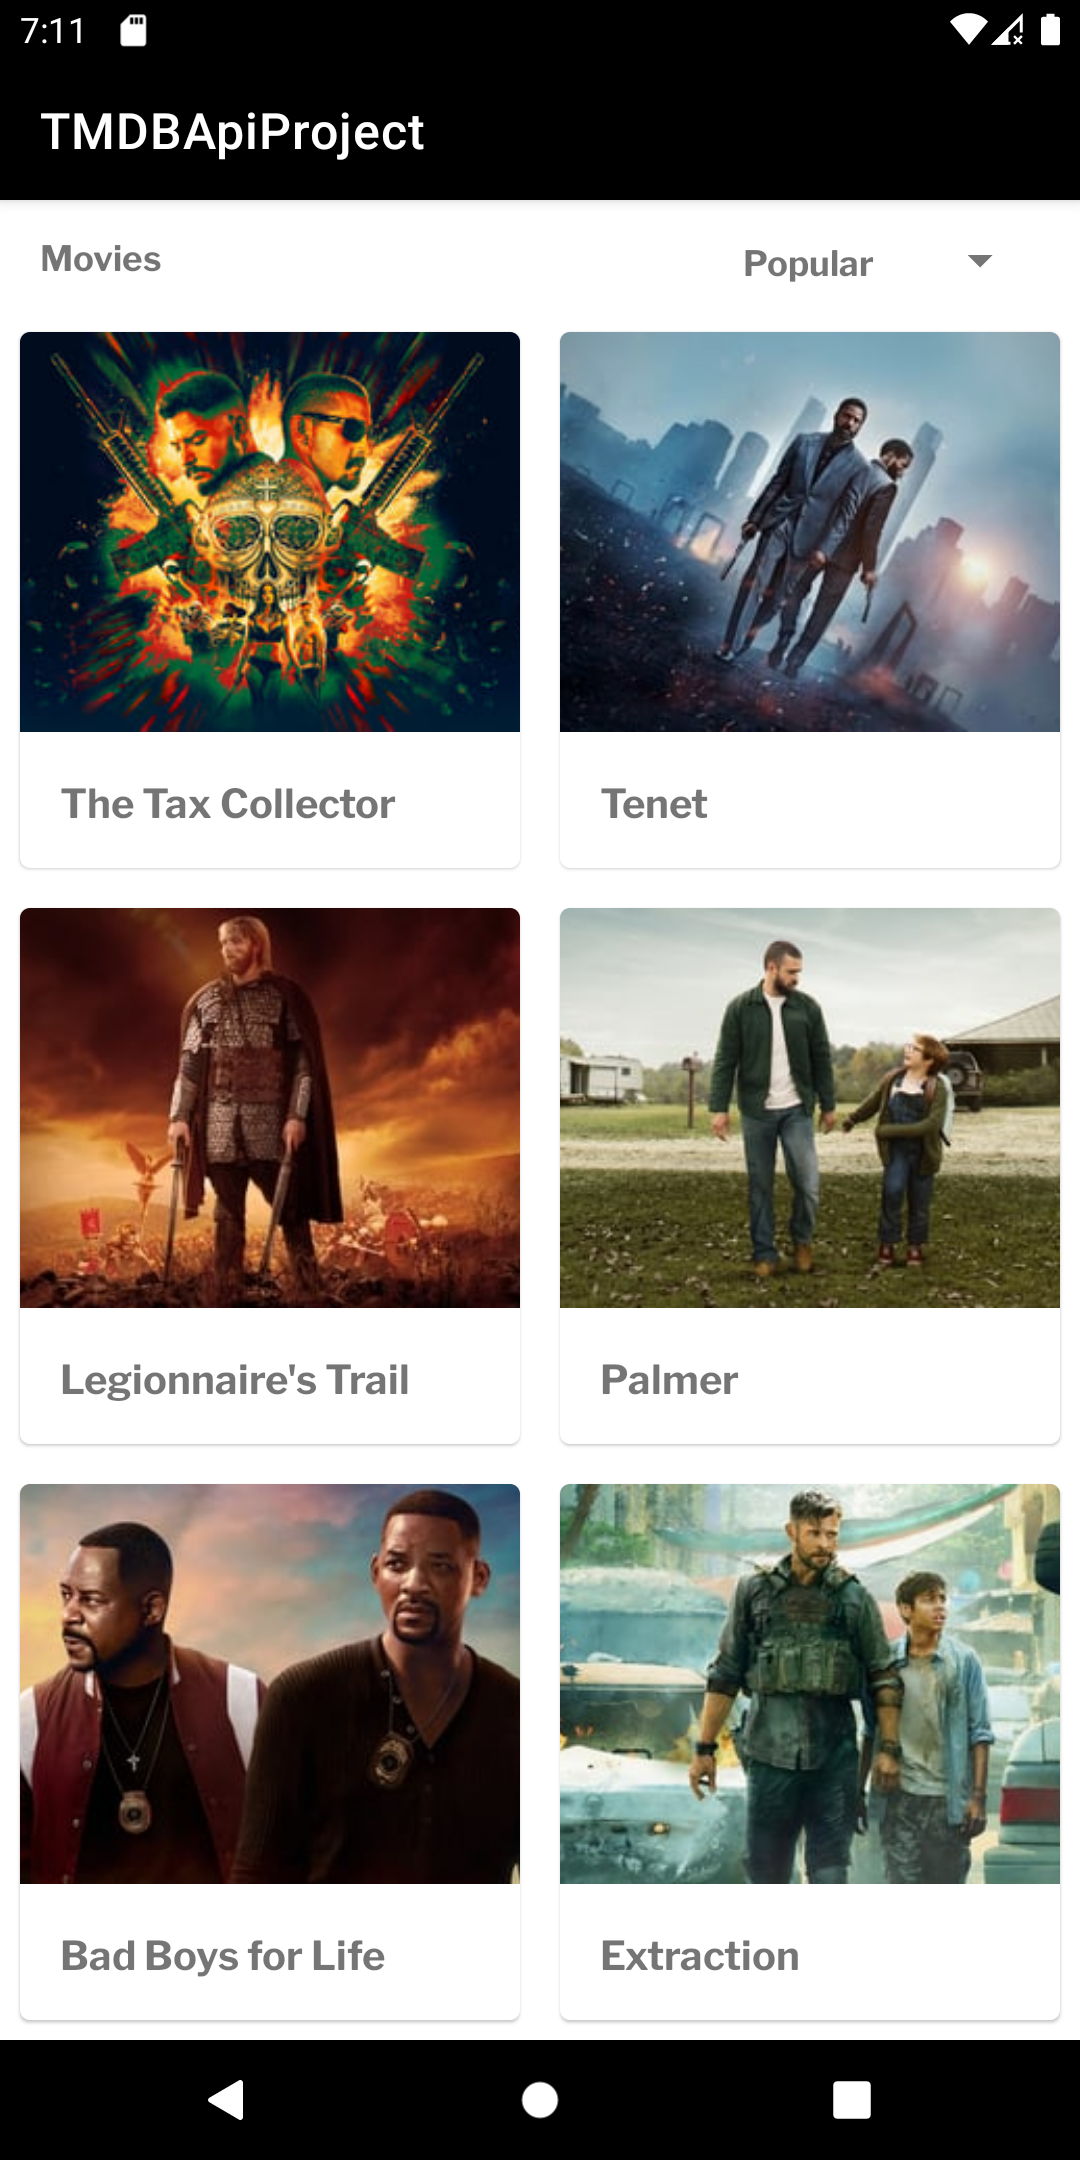 7:11
TMDBApiProject
Movies
Popular
The Tax Collector
Tenet
Legionnaire's Trail
Palmer
Bad Boys for Life
Extraction